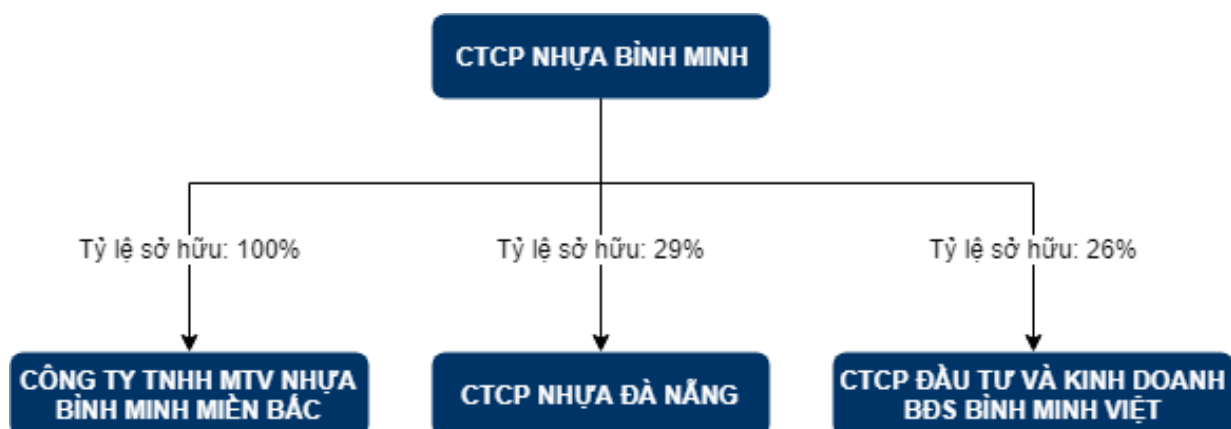 CTCP NHỰA BÌNH MINH
Tỷ lệ sở hữu: 100%
Tỷ lệ sở hữu: 29%
Tỷ lệ sở hữu: 26%
CÔNG TY TNHH MTV NHỰA
BÌNH MINH MIỀN BẮC
CTCP NHỰA ĐÀ NẴNG
CTCP ĐẦU TƯ VÀ KINH DOANH
BĐS BÌNH MINH VIỆT